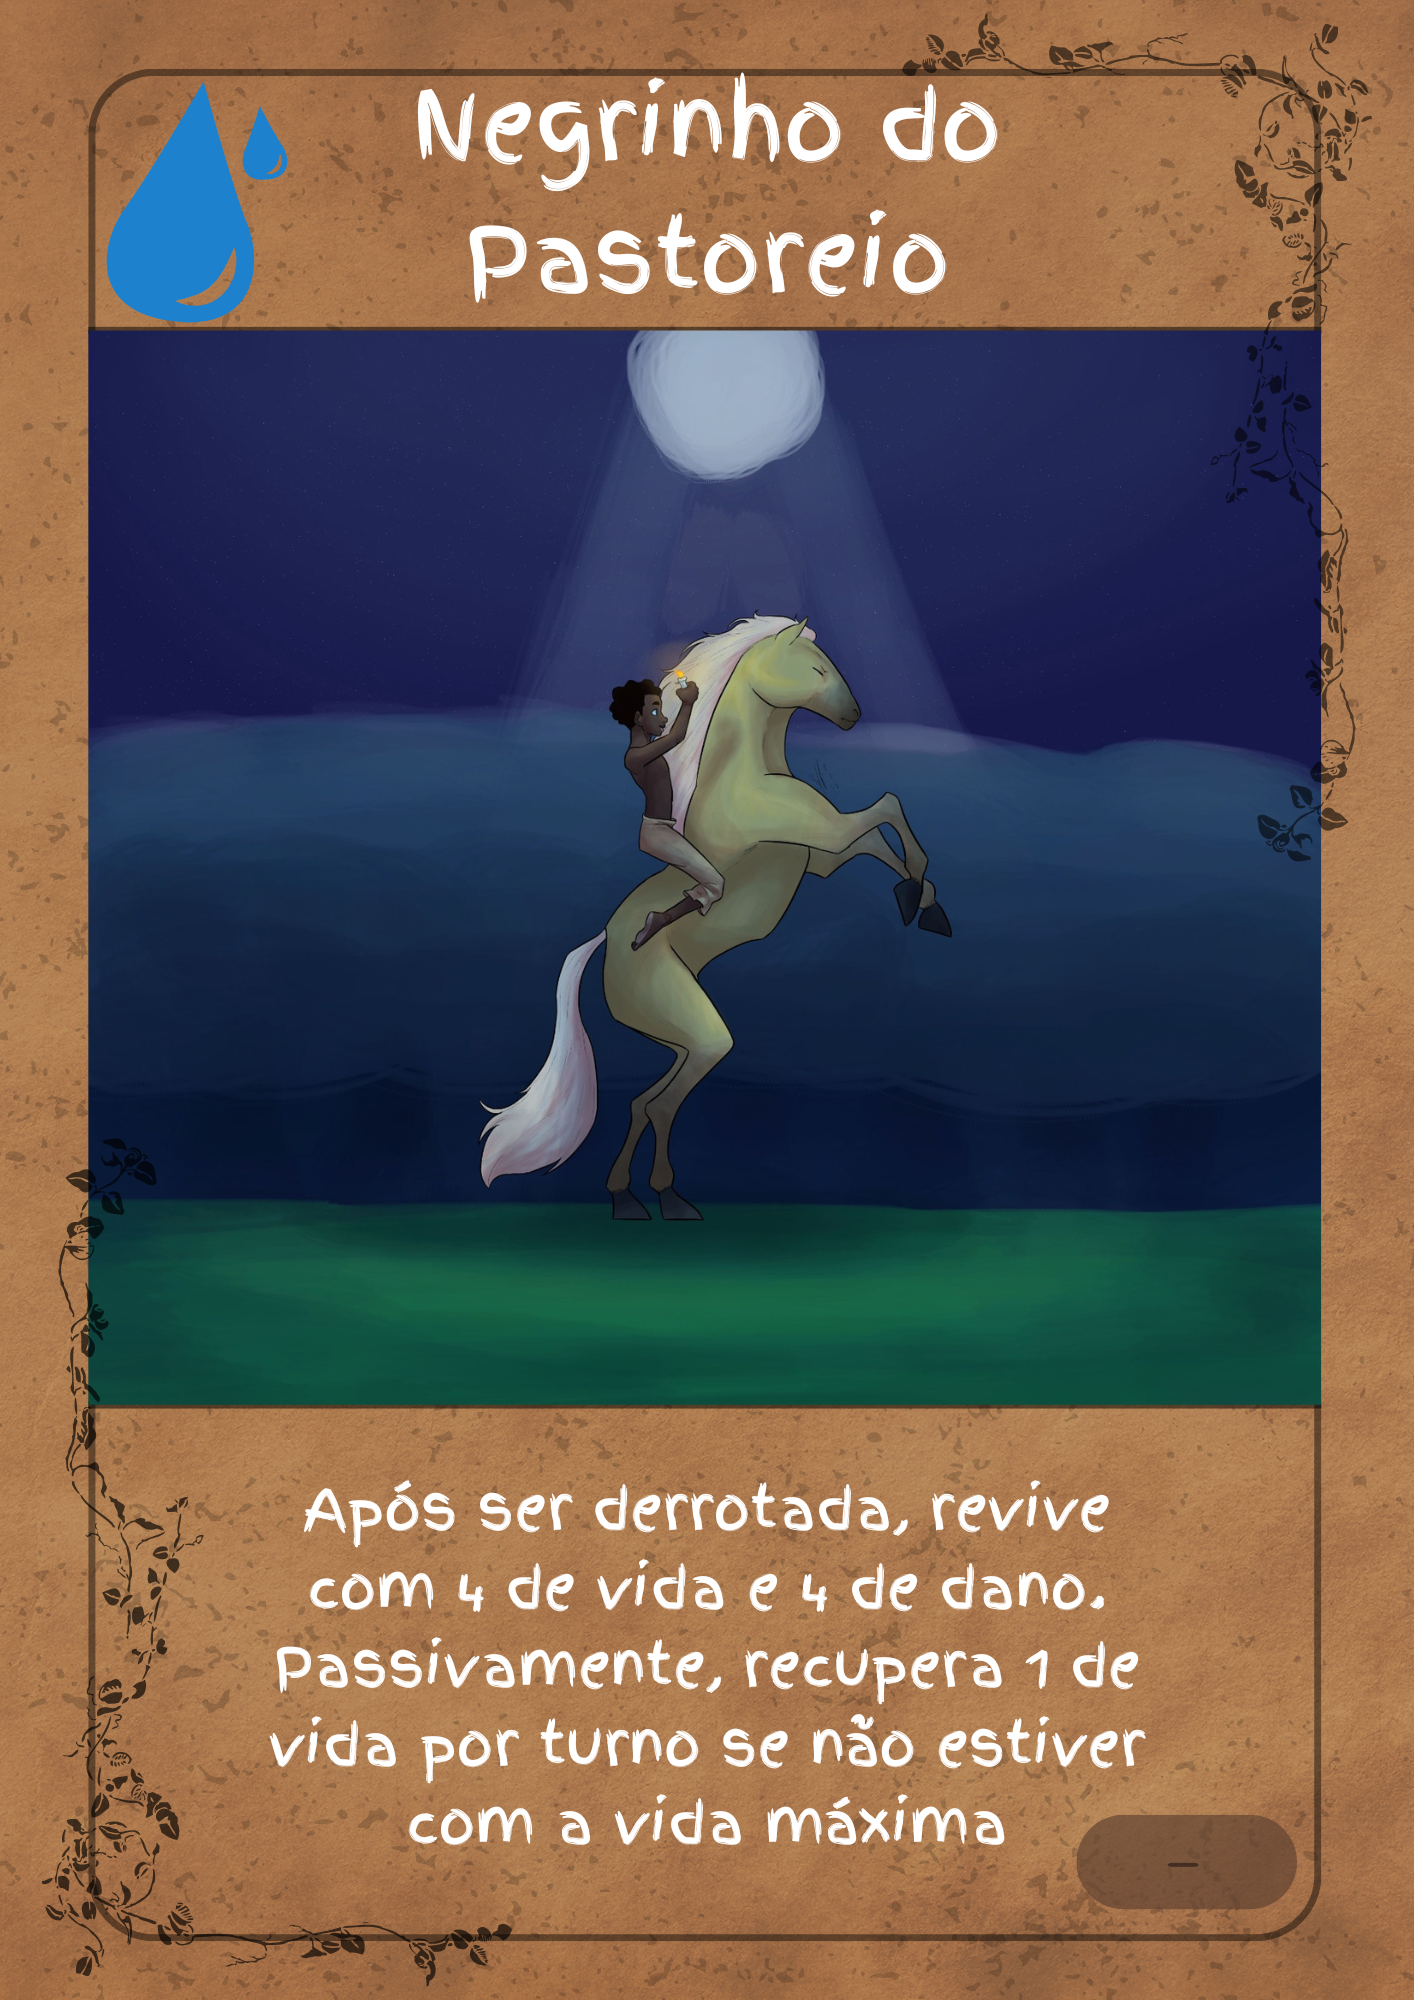 Negrinho do
Pastoreio
Após ser derrotada, revive
com 4 de vida e 4 de dano.
Passivamente, recupera 1 de
vida por turno se não estiver
com a vida máxima
–